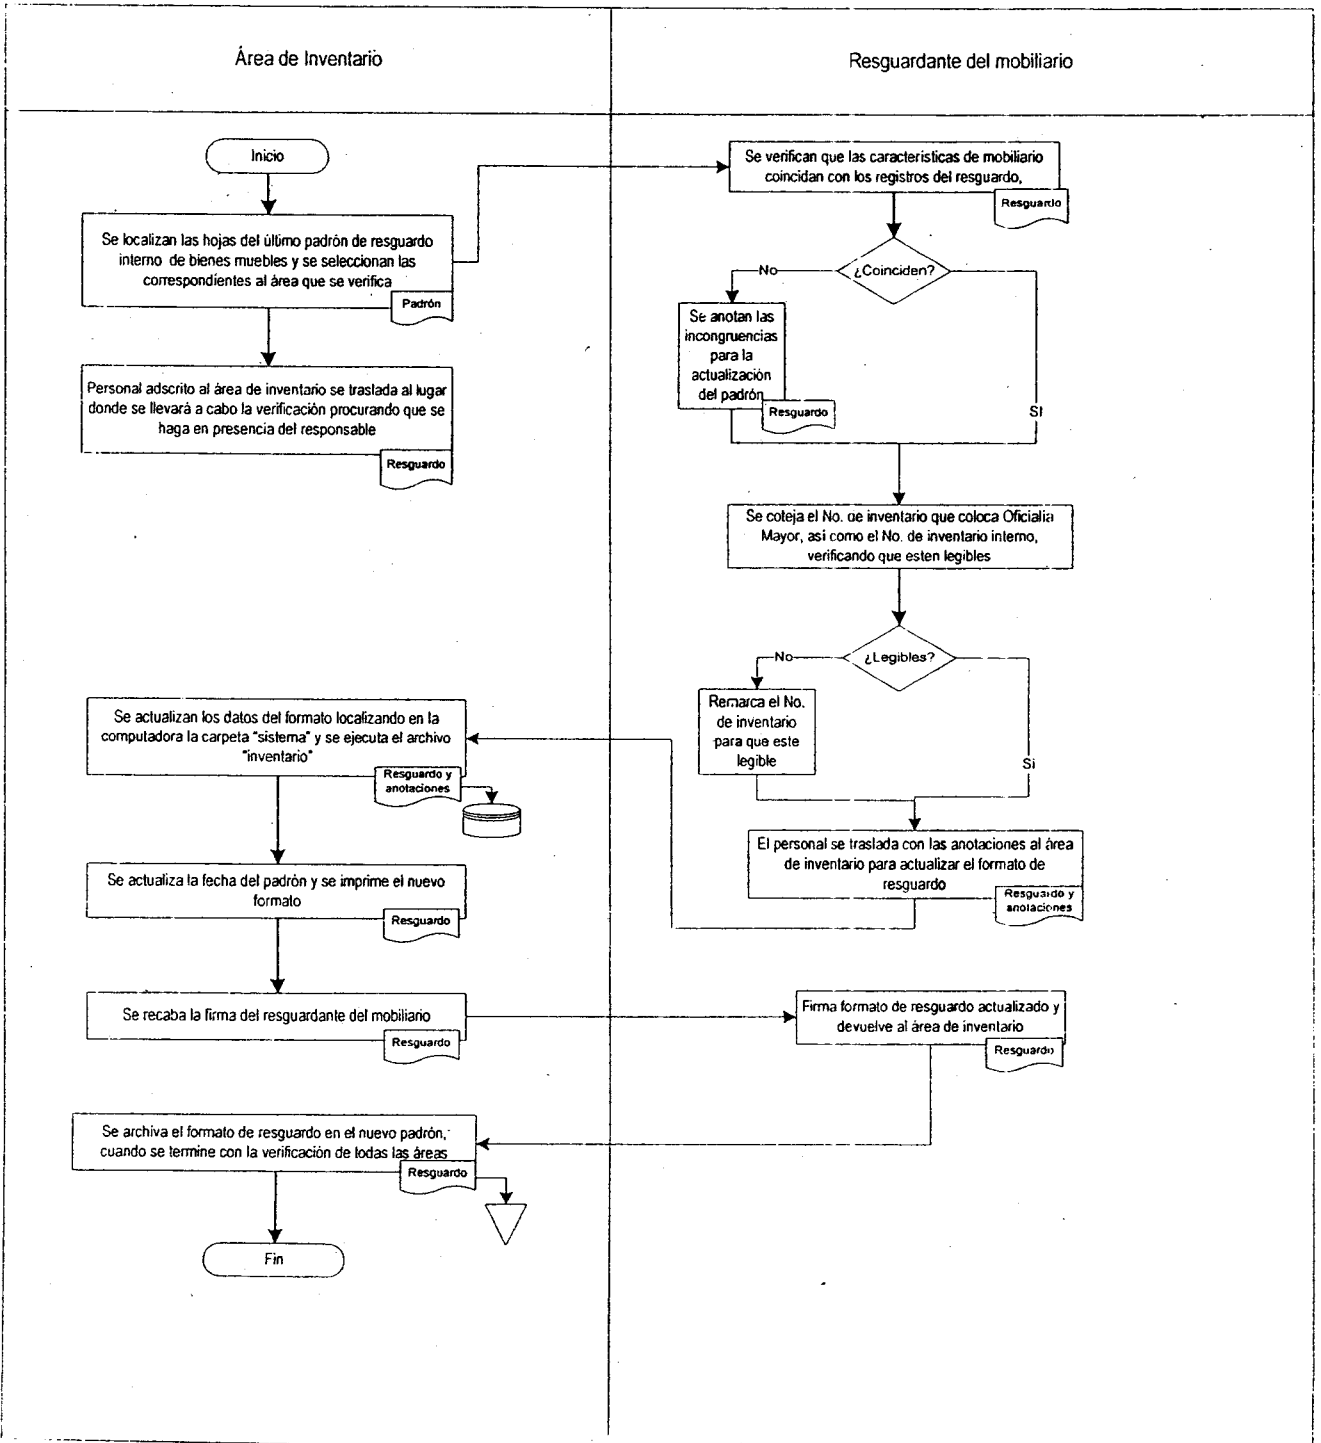 Área de Inventario
Resguardante del mobiliario
Inicio
Se localizan las hojas del último padrón de resguardo
interno de bienes muebles y se seleccionan las
correspondientes al área que se verifica
Padrón
Personal adscrito al área de inventario se traslada al lugar
donde se llevará a cabo la verificación procurando que se
haga en presencia del responsable
Resguardo
Se verifican que las características de mobiliario
coincidan con los registros del resguardo,
Resguardo
¿Coinciden?
No
Se anotan las
incongruencias
para la
actualización
del padrón
Resguardo
SI
Se coteja el No. de inventario que coloca Oficialia
Mayor, así como el No. de inventario interno,
verificando que esten legibles
¿Legibles?
No
Remarca el No.
de inventario
para que este
legible
Si
El personal se traslada con las anotaciones al área
de inventario para actualizar el formato de
resguardo
Resguardo y
anotaciones
Se actualizan los datos del formato localizando en la
computadora la carpeta "sistema" y se ejecuta el archivo
"inventario"
Resguardo y
anotaciones
Se actualiza la fecha del padrón y se imprime el nuevo
formato
Resguardo
Se recaba la firma del resguardante del mobiliario
Resguardo
Firma formato de resguardo actualizado y
devuelve al área de inventario
Resguardo
Se archiva el formato de resguardo en el nuevo padrón,
cuando se termine con la verificación de todas las áreas
Resguardo
Fin